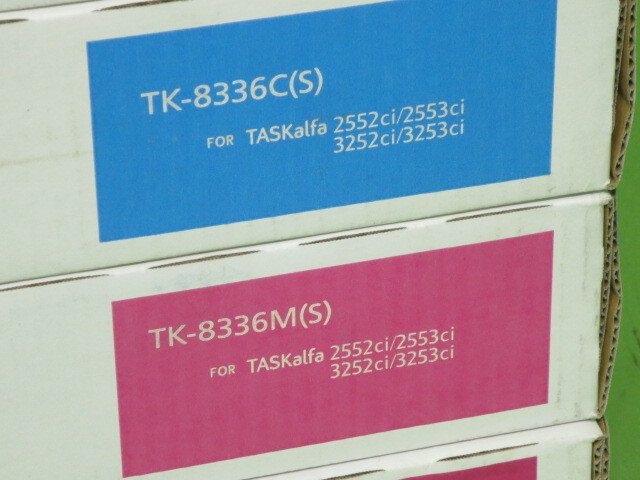 TK-8336C(S)
FOR TASKalfa 2552ci/2553ci
3252ci/3253ci
TK-8336M(S)
FOR TASKalfa 2552ci/2553ci
3252ci/3253ci